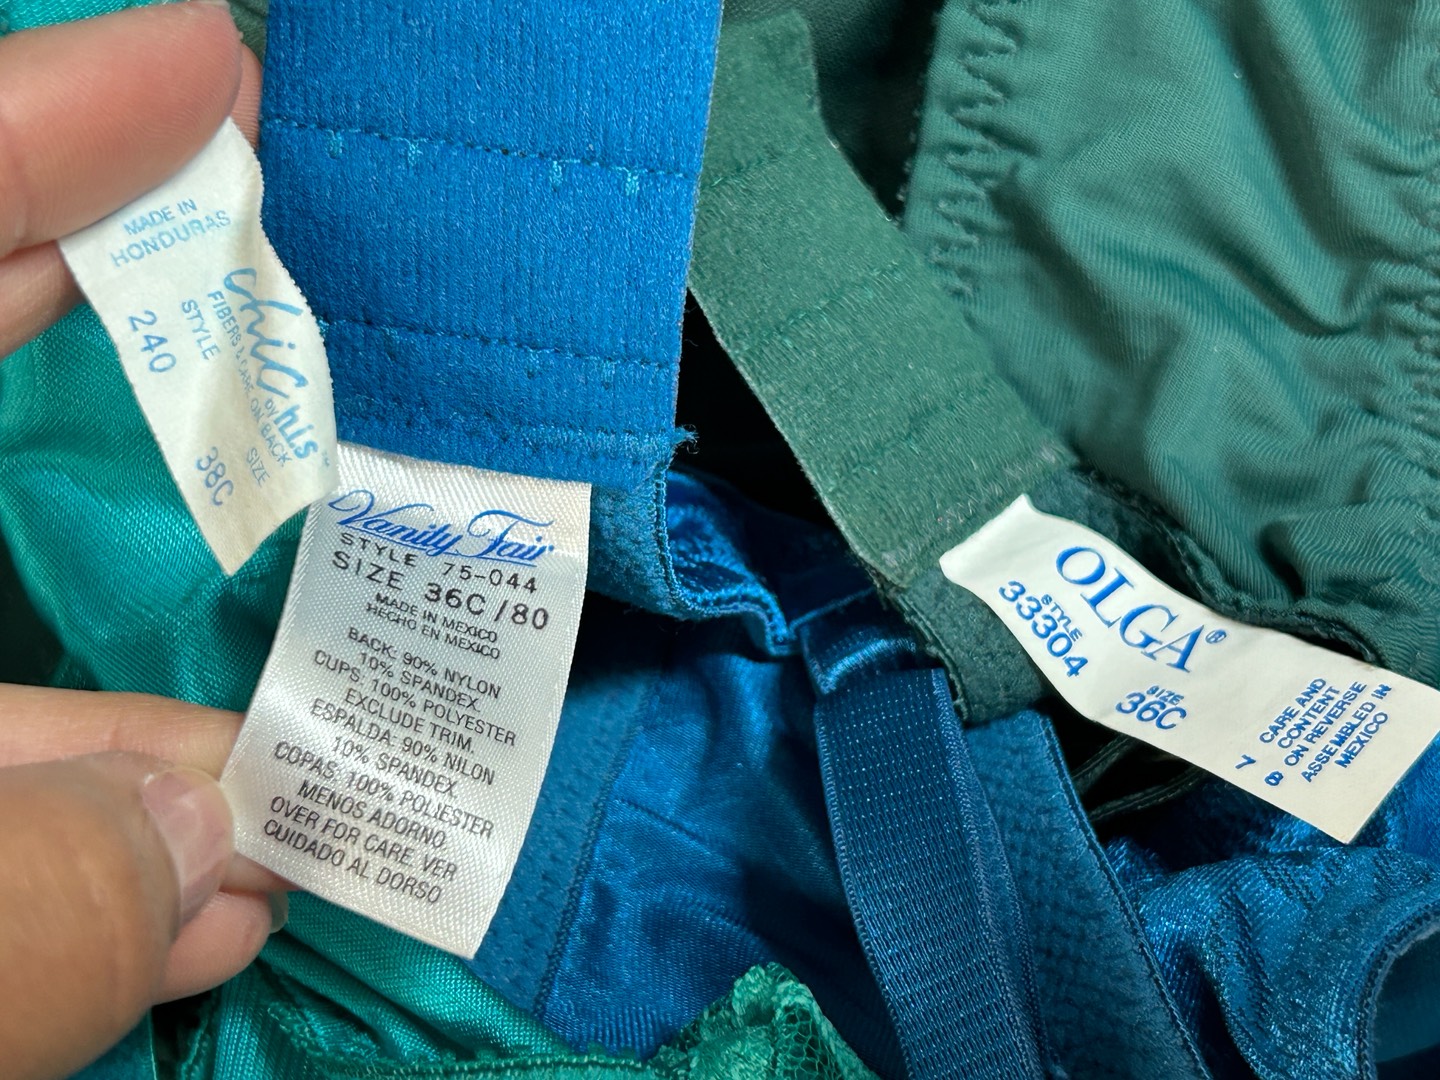 MADE IN
HONDURAS
chic by h.i.s
FIBERS & CARE ON BACK
STYLE
SIZE
240
38C
Vanity Fair
STYLE 75-044
SIZE 36C/80
MADE IN MEXICO
HECHO EN MEXICO
BACK: 90% NYLON
10% SPANDEX
CUPS: 100% POLYESTER
EXCLUDE TRIM.
ESPALDA: 90% NILON
10% SPANDEX
COPAS: 100% POLIESTER
MENOS ADORNO
OVER FOR CARE. VER
CUIDADO AL DORSO
OLGA®
STYLE
33304
SIZE
36C
CARE AND
CONTENT
ON REVERSE
ASSEMBLED IN
MEXICO
7 8